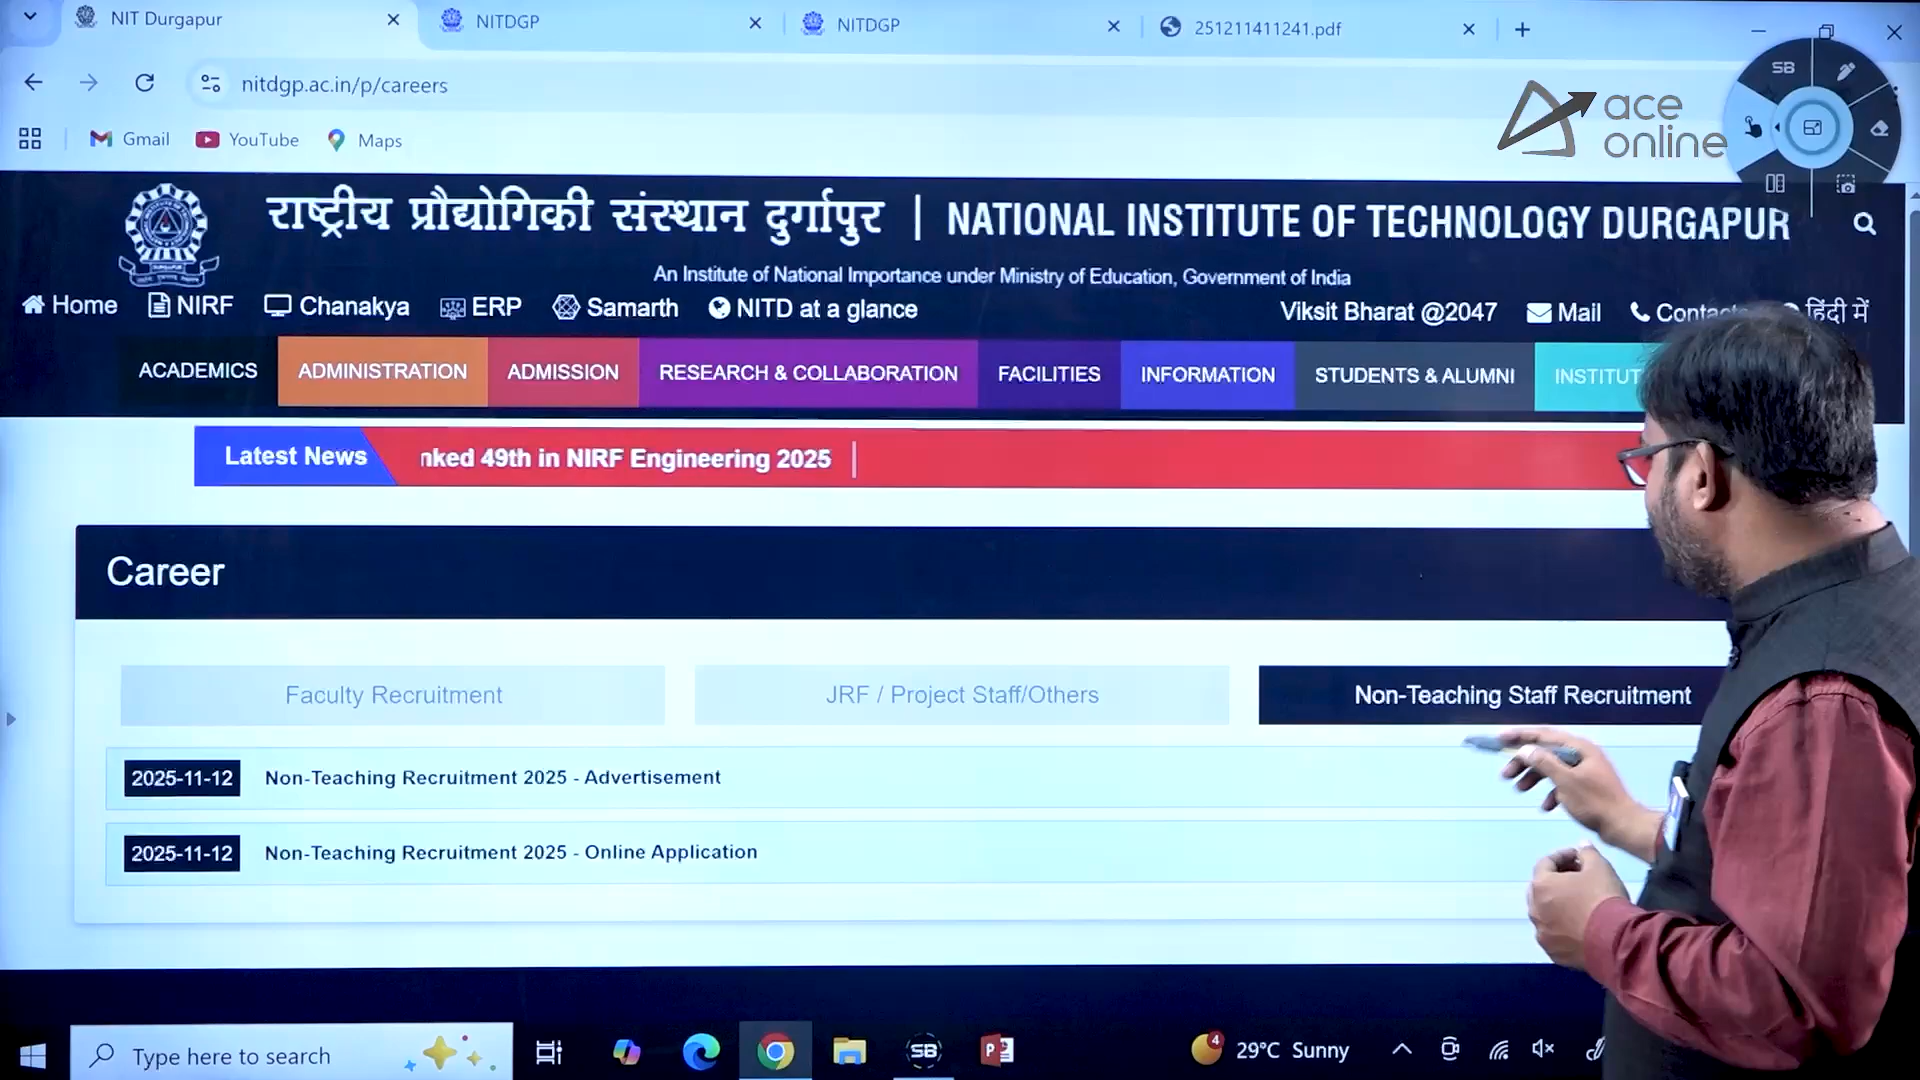 NIT Durgapur
NITDGP
NITDGP
251211411241.pdf
nitdgp.ac.in/p/careers
ace
online
SB
Gmail
YouTube
Maps
राष्ट्रीय प्रौद्योगिकी संस्थान दुर्गापुर | NATIONAL INSTITUTE OF TECHNOLOGY DURGAPUR
An Institute of National Importance under Ministry of Education, Government of India
Home
NIRF
Chanakya
ERP
Samarth
NITD at a glance
Viksit Bharat @2047
Mail
हिंदी में
ACADEMICS
ADMINISTRATION
ADMISSION
RESEARCH & COLLABORATION
FACILITIES
INFORMATION
STUDENTS & ALUMNI
INSTITUT
Latest News
nked 49th in NIRF Engineering 2025
Career
Faculty Recruitment
JRF / Project Staff/Others
Non-Teaching Staff Recruitment
2025-11-12 Non-Teaching Recruitment 2025 - Advertisement
2025-11-12 Non-Teaching Recruitment 2025 - Online Application
Type here to search
SB
4
29°C Sunny